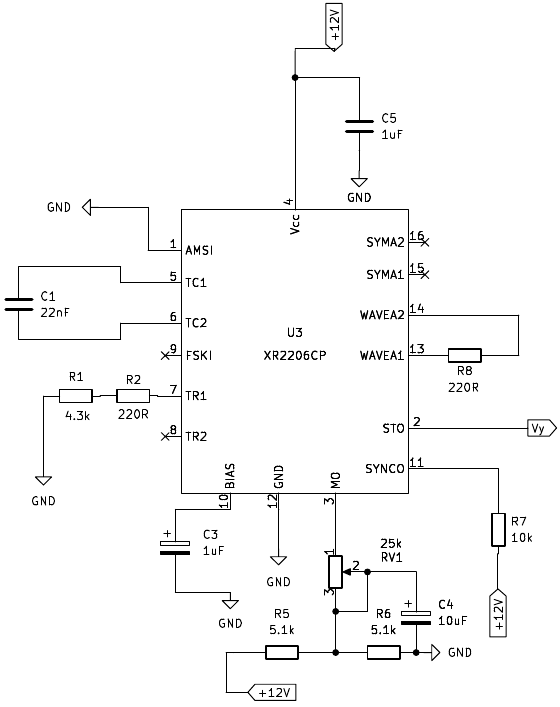 +12V
C5
1uF
GND
4
Vcc
GND
1
AMSI
SYMA2
16
5
TC1
SYMA1
15
C1
22nF
WAVEA2
14
6
TC2
U3
XR2206CP
9
FSKI
WAVEA1
13
R8
220R
R1
4.3k
R2
220R
7
TR1
8
TR2
STO
2
Vy
GND
BIAS
GND
MO
SYNCO
11
10
12
3
R7
10k
+12V
C3
1uF
GND
GND
25k
RV1
1
2
3
C4
10uF
R5
5.1k
R6
5.1k
GND
+12V